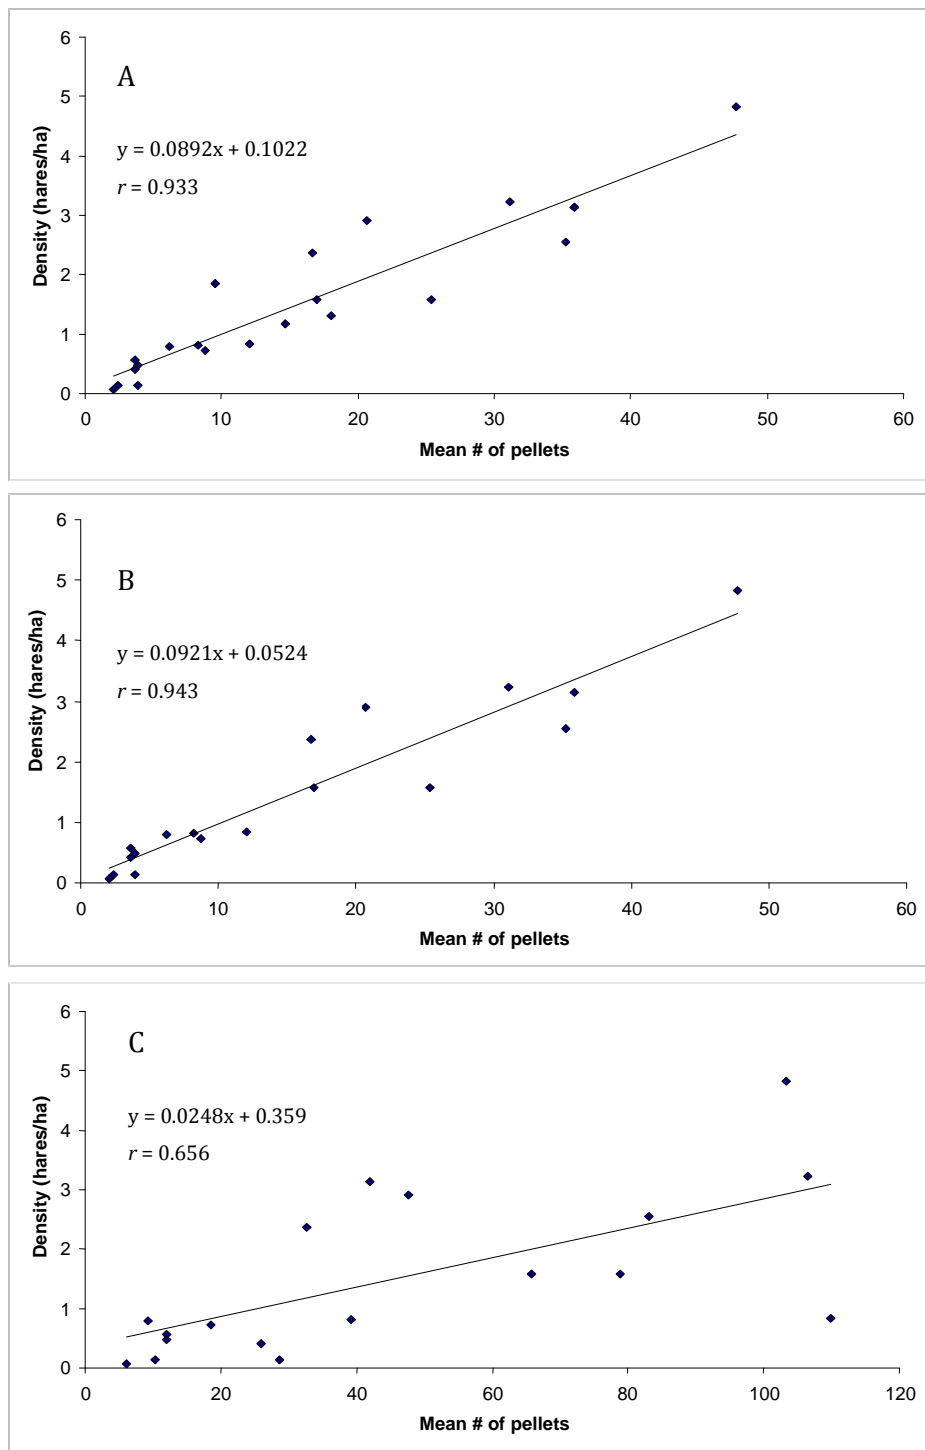 6
A
5
y = 0.0892x + 0.1022
4
r = 0.933
3
2
1
0
Density (hares/ha)
0 10 20 30 40 50 60
Mean # of pellets
6
B
5
y = 0.0921x + 0.0524
4
r = 0.943
3
2
1
0
Density (hares/ha)
0 10 20 30 40 50 60
Mean # of pellets
6
C
5
y = 0.0248x + 0.359
4
r = 0.656
3
2
1
0
Density (hares/ha)
0 20 40 60 80 100 120
Mean # of pellets